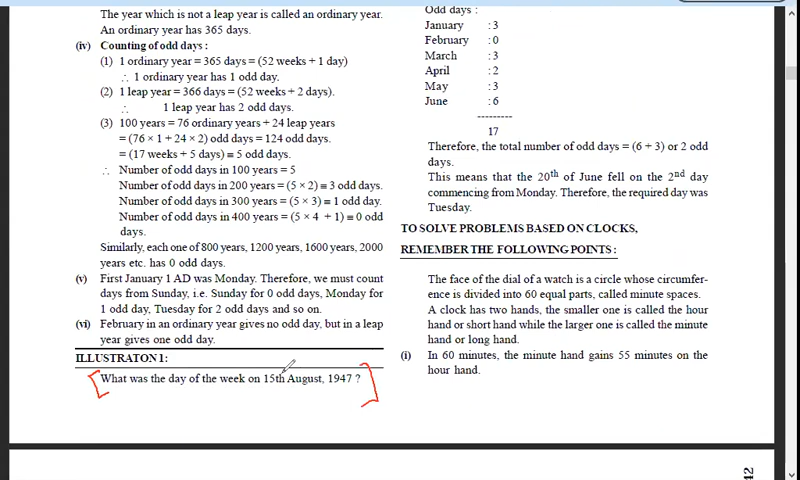 The year which is not a leap year is called an ordinary year.
An ordinary year has 365 days.
(iv) Counting of odd days :
(1) 1 ordinary year = 365 days = (52 weeks + 1 day)
∴ 1 ordinary year has 1 odd day.
(2) 1 leap year = 366 days = (52 weeks + 2 days).
∴ 1 leap year has 2 odd days.
(3) 100 years = 76 ordinary years + 24 leap years
= (76 × 1 + 24 × 2) odd days = 124 odd days.
= (17 weeks + 5 days) ≡ 5 odd days.
∴ Number of odd days in 100 years = 5
Number of odd days in 200 years = (5 × 2) ≡ 3 odd days.
Number of odd days in 300 years = (5 × 3) ≡ 1 odd day.
Number of odd days in 400 years = (5 × 4 + 1) ≡ 0 odd
days.
Similarly, each one of 800 years, 1200 years, 1600 years, 2000
years etc. has 0 odd days.
(v) First January 1 AD was Monday. Therefore, we must count
days from Sunday, i.e. Sunday for 0 odd days, Monday for
1 odd day, Tuesday for 2 odd days and so on.
(vi) February in an ordinary year gives no odd day, but in a leap
year gives one odd day.
ILLUSTRATON 1:
What was the day of the week on 15th August, 1947 ?
Odd days :
January : 3
February : 0
March : 3
April : 2
May : 3
June : 6
---------
17
Therefore, the total number of odd days = (6 + 3) or 2 odd
days.
This means that the 20th of June fell on the 2nd day
commencing from Monday. Therefore, the required day was
Tuesday.
TO SOLVE PROBLEMS BASED ON CLOCKS,
REMEMBER THE FOLLOWING POINTS :
The face of the dial of a watch is a circle whose circumfer-
ence is divided into 60 equal parts, called minute spaces.
A clock has two hands, the smaller one is called the hour
hand or short hand while the larger one is called the minute
hand or long hand.
(i) In 60 minutes, the minute hand gains 55 minutes on the
hour hand.
42